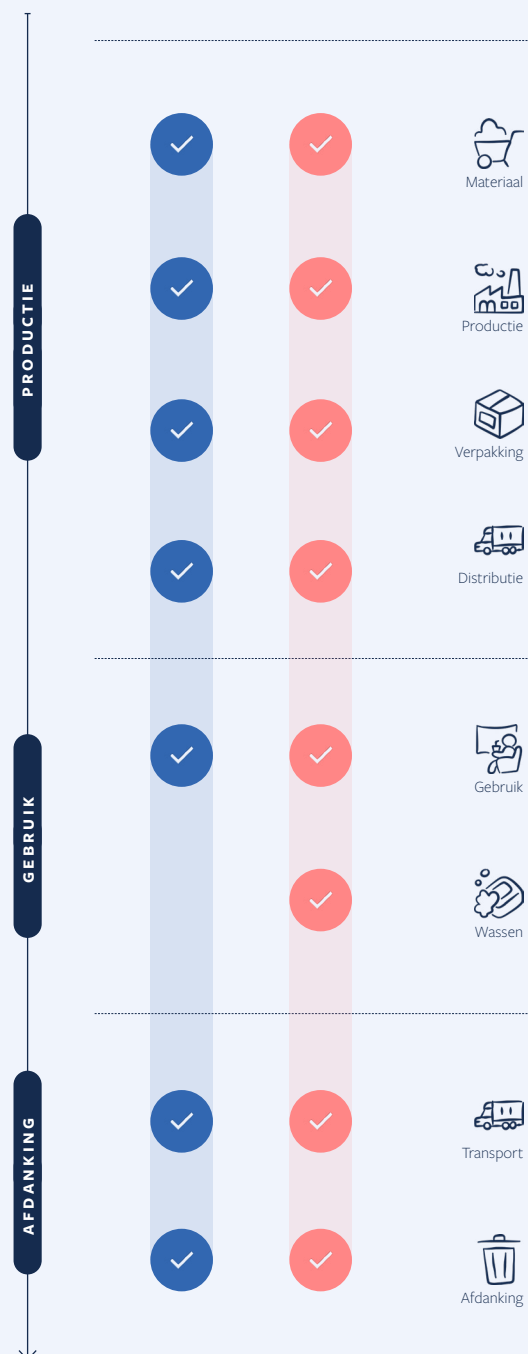 PRODUCTIE
Materiaal
Productie
Verpakking
Distributie
GEBRUIK
Gebruik
Wassen
AFDANKING
Transport
Afdanking